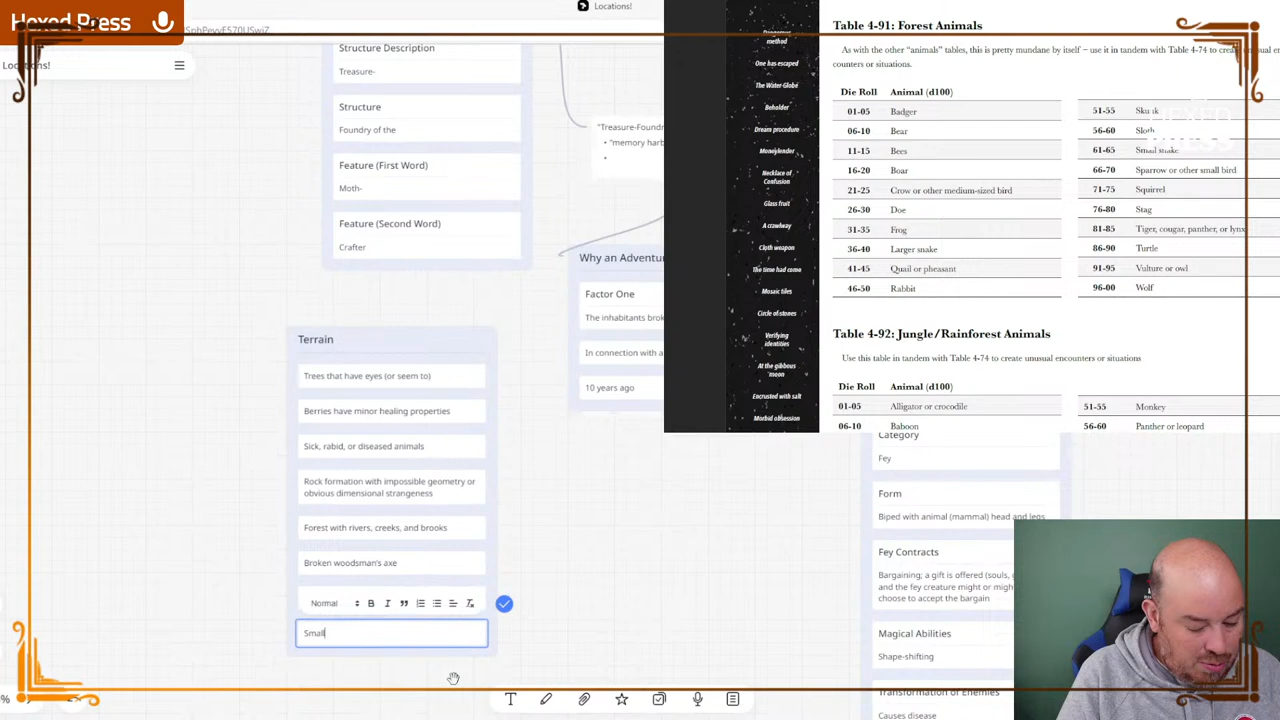 Hexed Press
Locations!
Locations!
Structure Description
Treasure-
Structure
Foundry of the
Feature (First Word)
Moth-
Feature (Second Word)
Crafter
"Treasure-Foundr
• "memory harb
•
Why an Adventu
Factor One
The inhabitants brok
In connection with a
10 years ago
Terrain
Trees that have eyes (or seem to)
Berries have minor healing properties
Sick, rabid, or diseased animals
Rock formation with impossible geometry or
obvious dimensional strangeness
Forest with rivers, creeks, and brooks
Broken woodsman's axe
Normal
Small
%
Dangerous
method
One has escaped
The Water-Globe
Beholder
Dream procedure
Moneylender
Necklace of
Confusion
Glass fruit
A crawlway
Cloth weapon
The time had come
Mosaic tiles
Circle of stones
Verifying
identities
At the gibbous
moon
Encrusted with salt
Morbid obsession
Table 4-91: Forest Animals
As with the other "animals" tables, this is pretty mundane by itself – use it in tandem with Table 4-74 to create unusual en
counters or situations.
Die Roll Animal (d100)
01-05 Badger
06-10 Bear
11-15 Bees
16-20 Boar
21-25 Crow or other medium-sized bird
26-30 Doe
31-35 Frog
36-40 Larger snake
41-45 Quail or pheasant
46-50 Rabbit
51-55 Skunk
56-60 Sloth
61-65 Small snake
66-70 Sparrow or other small bird
71-75 Squirrel
76-80 Stag
81-85 Tiger, cougar, panther, or lynx
86-90 Turtle
91-95 Vulture or owl
96-00 Wolf
Table 4-92: Jungle/Rainforest Animals
Use this table in tandem with Table 4-74 to create unusual encounters or situations
Die Roll Animal (d100)
01-05 Alligator or crocodile
06-10 Baboon
51-55 Monkey
56-60 Panther or leopard
Category
Fey
Form
Biped with animal (mammal) head and legs
Fey Contracts
Bargaining; a gift is offered (souls,
and the fey creature might or migh
choose to accept the bargain
Magical Abilities
Shape-shifting
Transformation of Enemies
Causes disease